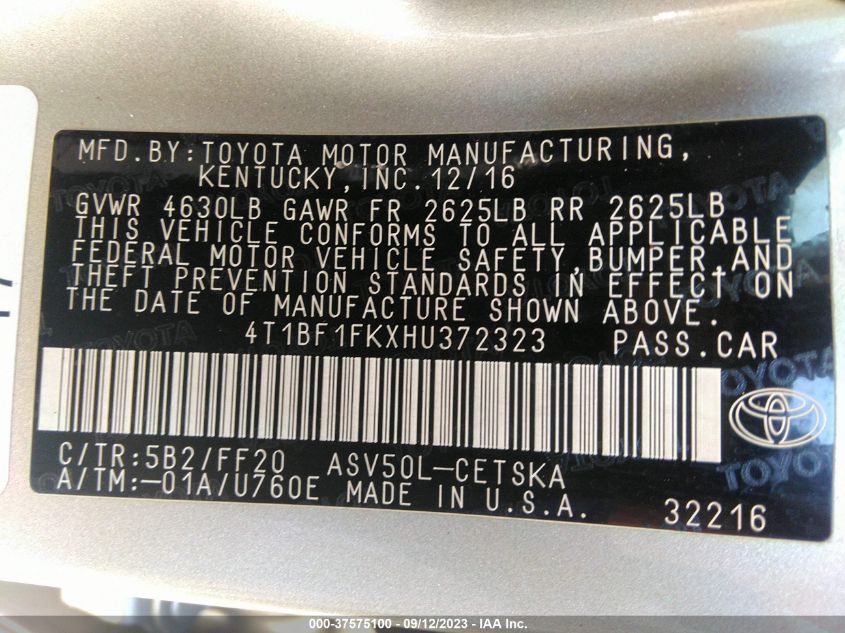 MFD.BY:TOYOTA MOTOR MANUFACTURING,
KENTUCKY,INC.12/16
GVWR 4630LB GAWR FR 2625LB RR 2625LB
THIS VEHICLE CONFORMS TO ALL APPLICABLE
FEDERAL MOTOR VEHICLE SAFETY,BUMPER,AND
THEFT PREVENTION STANDARDS IN EFFECT ON
THE DATE OF MANUFACTURE SHOWN ABOVE.
4T1BF1FKXHU372323 PASS.CAR
C/TR:5B2/FF20 ASV50L-CETSKA
A/TM:-01A/U760E MADE IN U.S.A.
32216
000-37575100 - 09/12/2023 - IAA Inc.